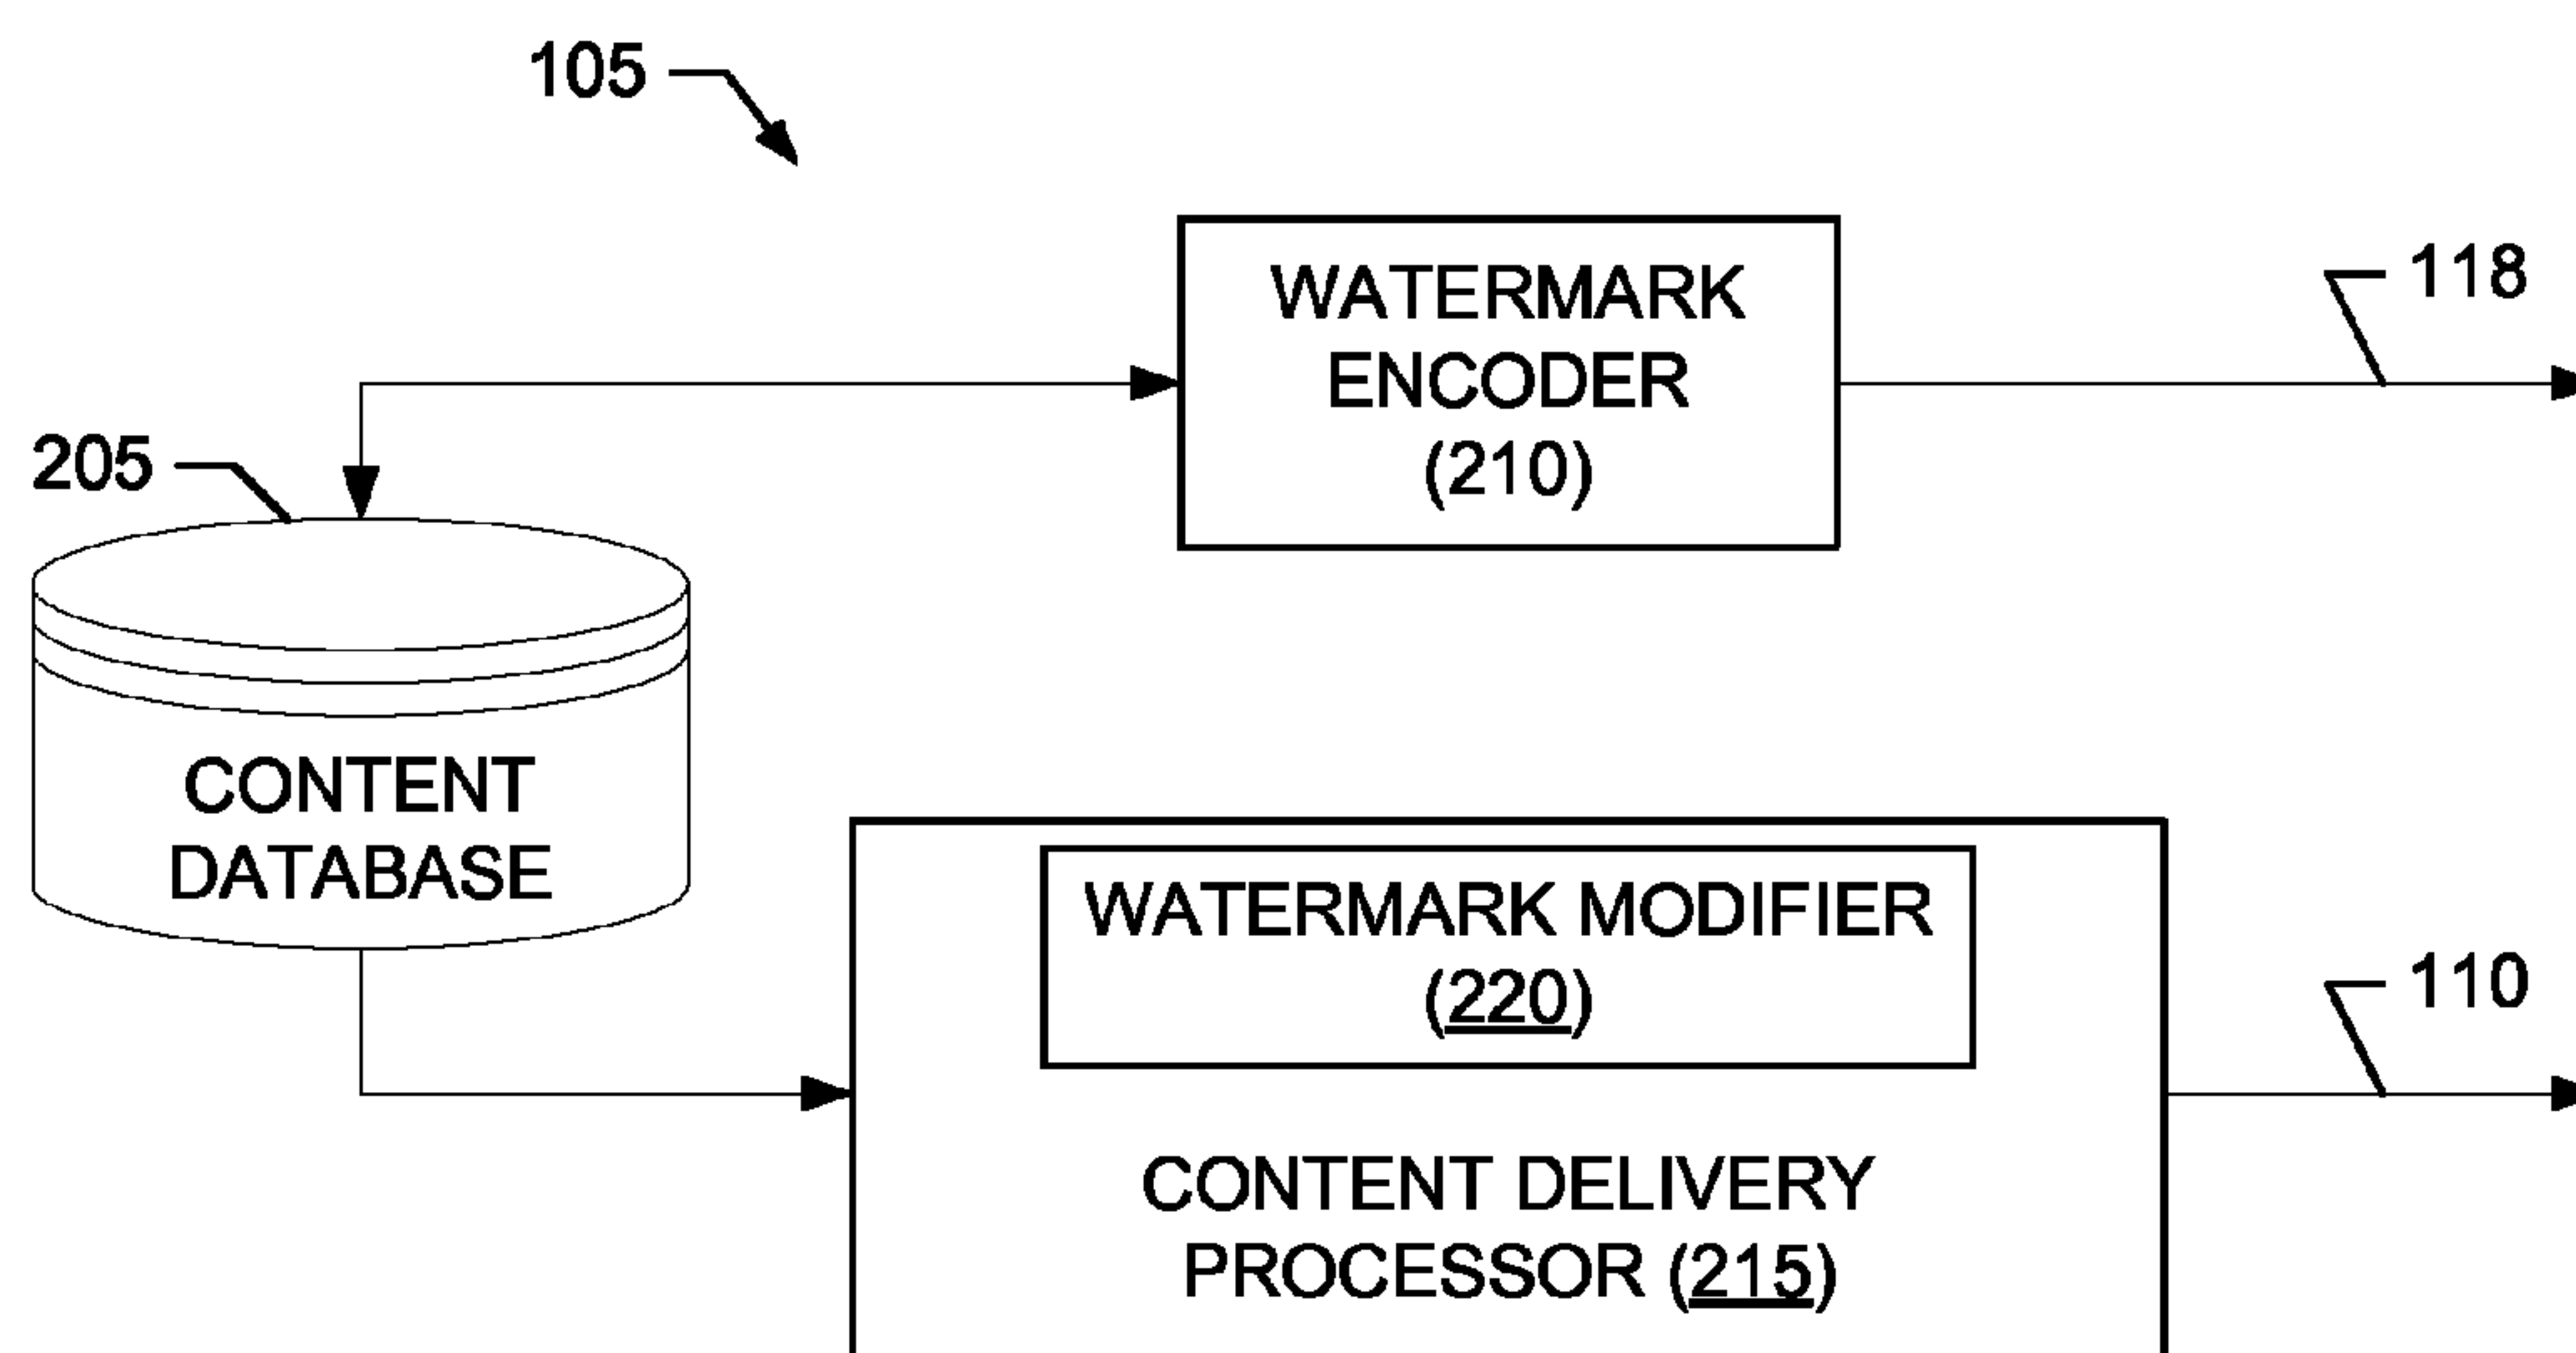 105
WATERMARK
ENCODER
(210)
118
205
CONTENT
DATABASE
WATERMARK MODIFIER
(220)
110
CONTENT DELIVERY
PROCESSOR (215)